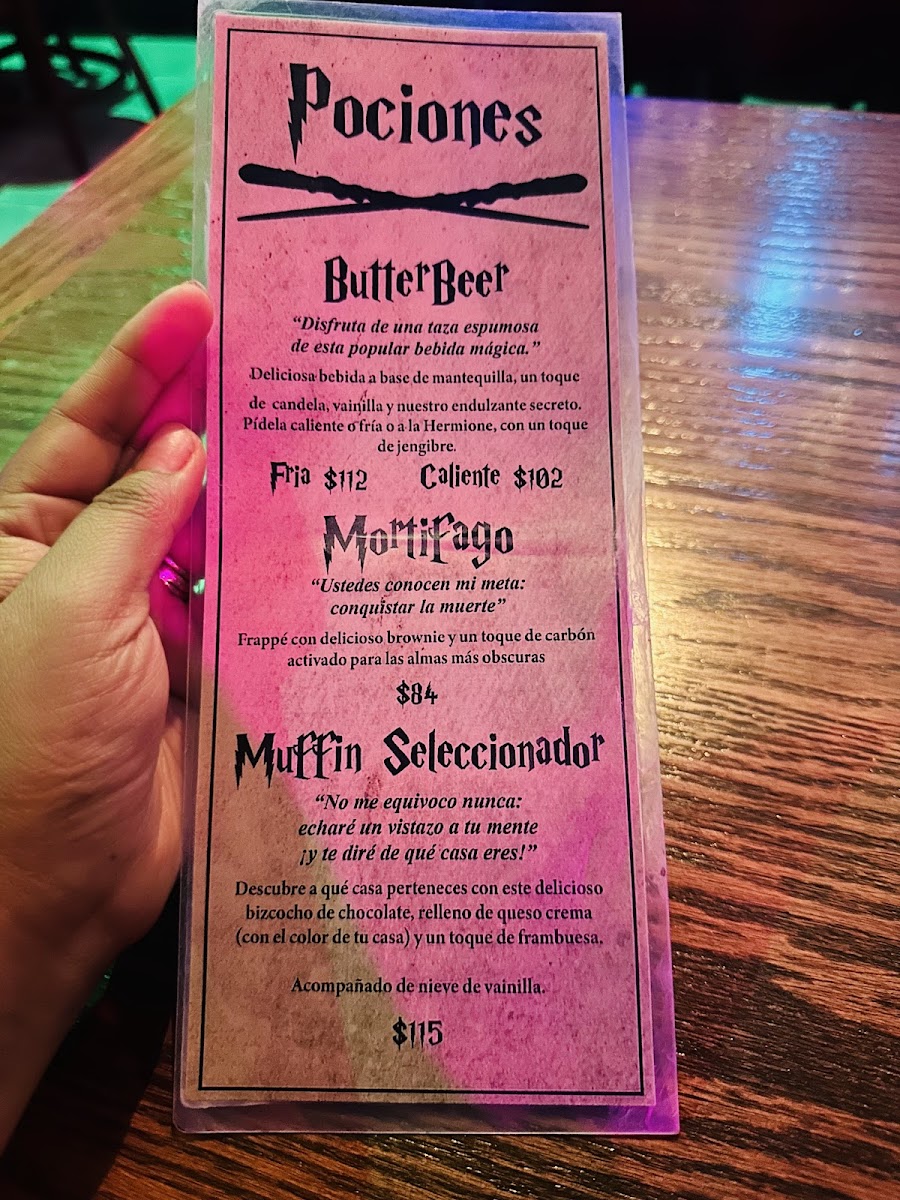 Pociones
ButterBeer
“Disfruta de una taza espumosa
de esta popular bebida mágica.”
Deliciosa bebida a base de mantequilla, un toque
de candela, vainilla y nuestro endulzante secreto.
Pídela caliente o fría o a la Hermione, con un toque
de jengibre.
Fria $112 Caliente $102
Mortifago
“Ustedes conocen mi meta:
conquistar la muerte”
Frappé con delicioso brownie y un toque de carbón
activado para las almas más obscuras
$84
Muffin Seleccionador
“No me equivoco nunca:
echaré un vistazo a tu mente
¡y te diré de qué casa eres!”
Descubre a qué casa perteneces con este delicioso
bizcocho de chocolate, relleno de queso crema
(con el color de tu casa) y un toque de frambuesa.
Acompañado de nieve de vainilla.
$115